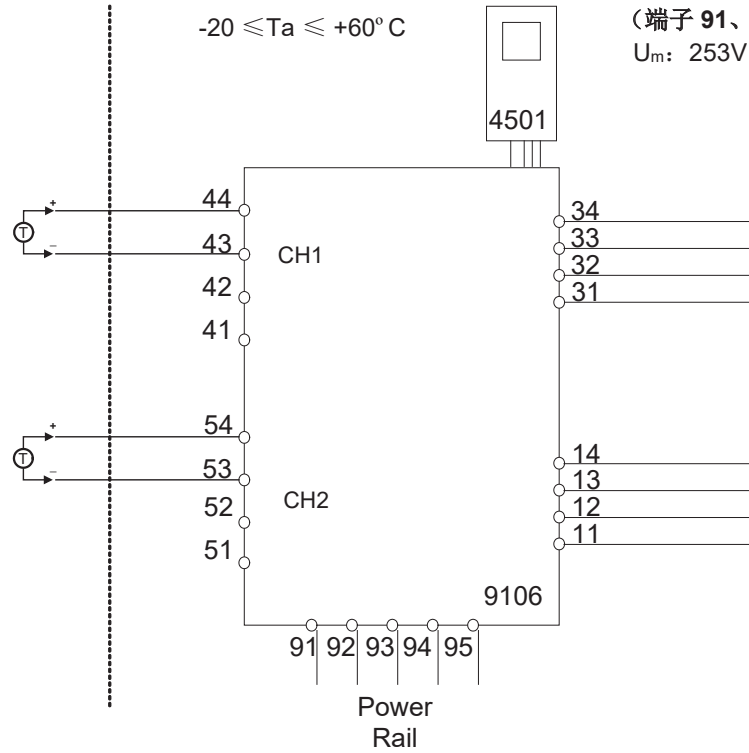 -20 ≤Ta ≤ +60º C
（端子 91、
Um：253V
4501
44
43
42
41
CH1
34
33
32
31
+
T
–
54
53
52
51
CH2
+
T
–
14
13
12
11
9106
91 92 93 94 95
Power
Rail